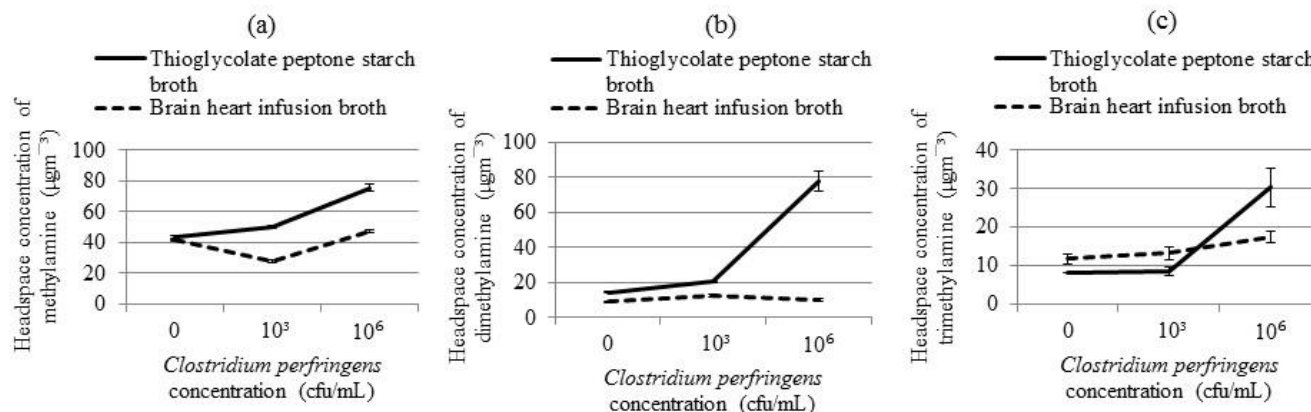 (a)
Thioglycolate peptone starch
broth
Brain heart infusion broth
Headspace concentration of
methylamine (µgm⁻³)
100
80
60
40
20
0
0
10³
10⁶
Clostridium perfringens
concentration (cfu/mL)
(b)
Thioglycolate peptone starch
broth
Brain heart infusion broth
Headspace concentration of
dimethylamine (µgm⁻³)
100
80
60
40
20
0
0
10³
10⁶
Clostridium perfringens
concentration (cfu/mL)
(c)
Thioglycolate peptone starch
broth
Brain heart infusion broth
Headspace concentration of
trimethylamine (µgm⁻³)
40
30
20
10
0
0
10³
10⁶
Clostridium perfringens
concentration (cfu/mL)